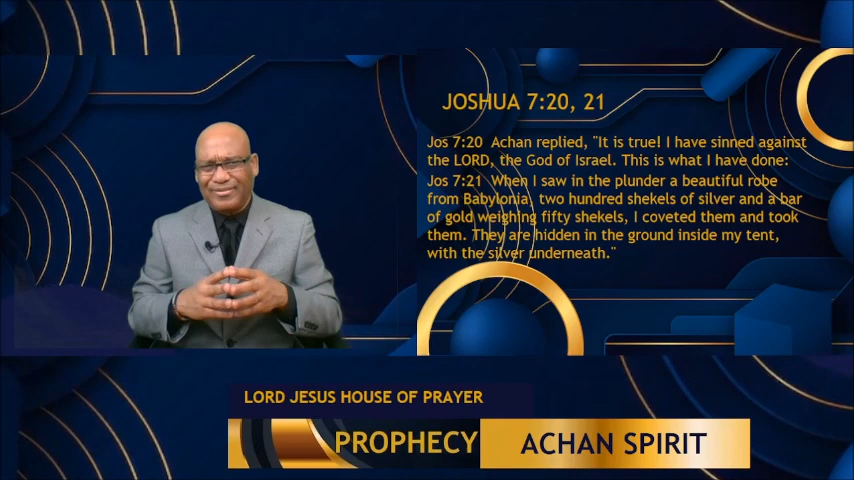 JOSHUA 7:20, 21
Jos 7:20 Achan replied, "It is true! I have sinned against
the LORD, the God of Israel. This is what I have done:
Jos 7:21 When I saw in the plunder a beautiful robe
from Babylonia, two hundred shekels of silver and a bar
of gold weighing fifty shekels, I coveted them and took
them. They are hidden in the ground inside my tent,
with the silver underneath."
LORD JESUS HOUSE OF PRAYER
PROPHECY ACHAN SPIRIT